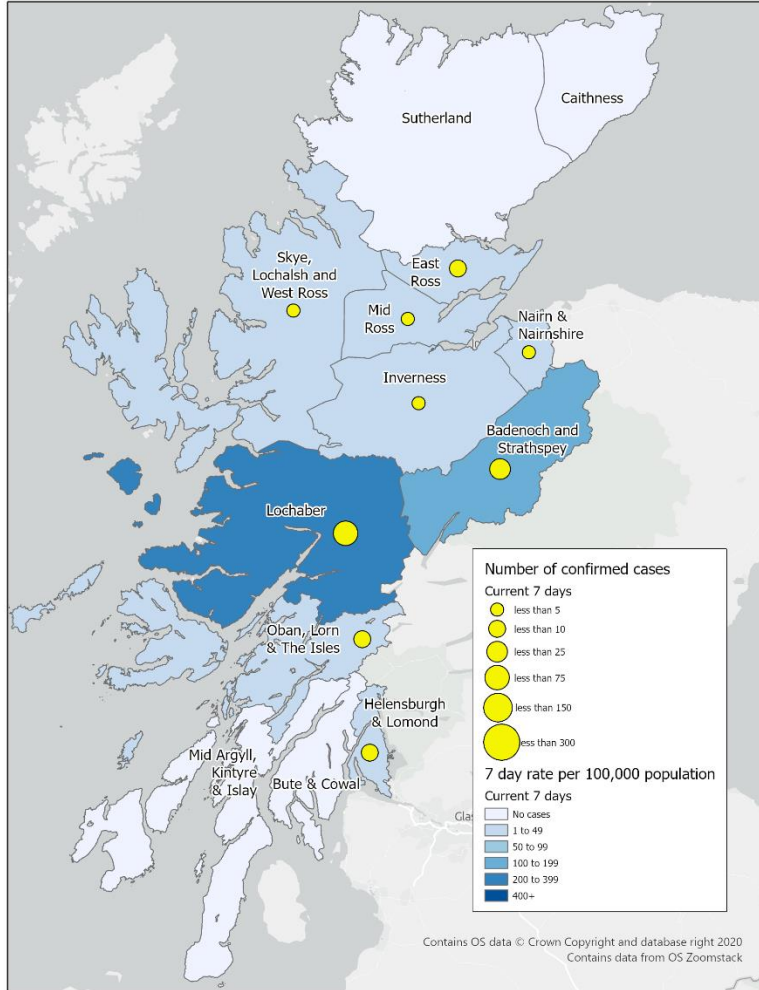 Caithness
Sutherland
Skye,
Lochalsh and
West Ross
East
Ross
Mid
Ross
Nairn &
Nairnshire
Inverness
Badenoch and
Strathspey
Lochaber
Oban, Lorn
& The Isles
Helensburgh
& Lomond
Mid Argyll,
Kintyre
& Islay
Bute & Cowal
Gla
Number of confirmed cases
Current 7 days
less than 5
less than 10
less than 25
less than 75
less than 150
less than 300
7 day rate per 100,000 population
Current 7 days
No cases
1 to 49
50 to 99
100 to 199
200 to 399
400+
Contains OS data © Crown Copyright and database right 2020
Contains data from OS Zoomstack